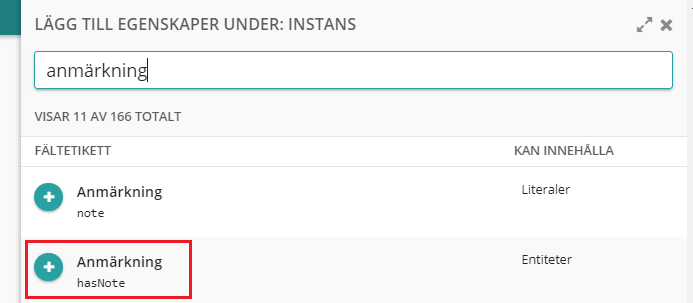 LÄGG TILL EGENSKAPER UNDER: INSTANS
anmärkning
VISAR 11 AV 166 TOTALT
FÄLTETIKETT KAN INNEHÅLLA
Anmärkning Literaler
note
Anmärkning Entiteter
hasNote